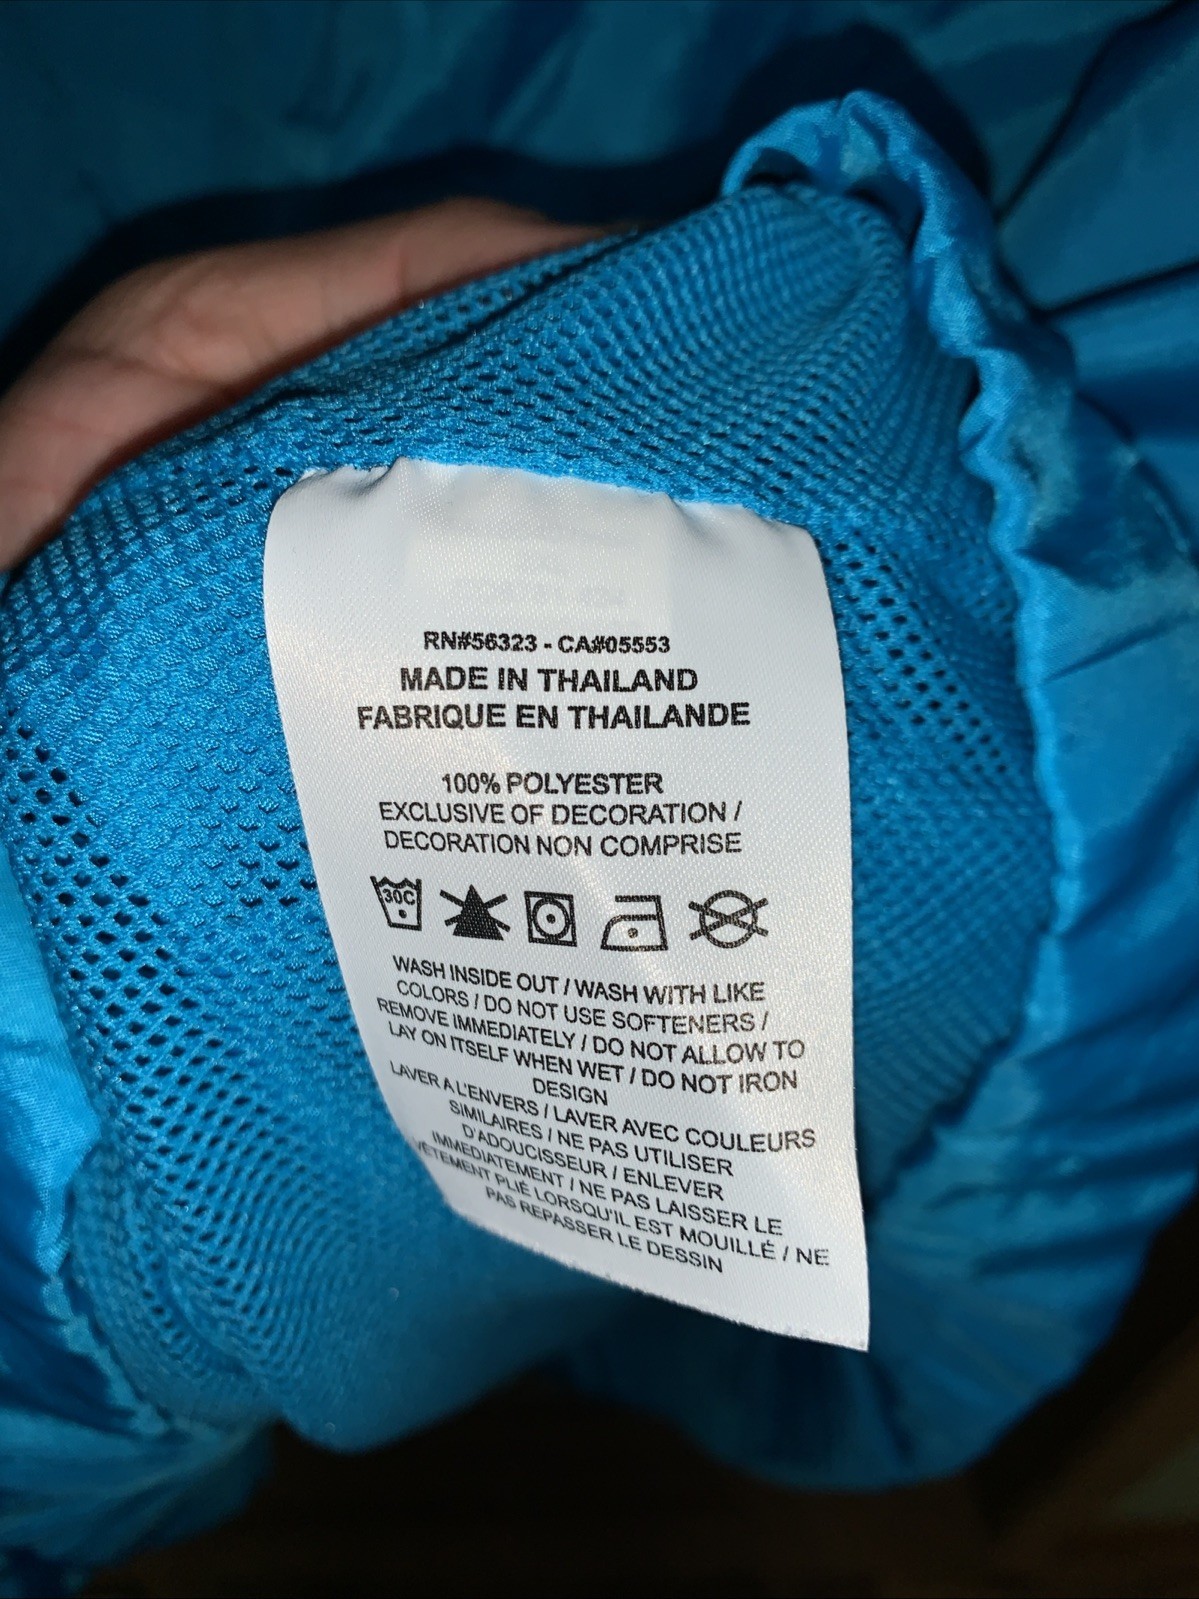 RN#56323 - CA#05553
MADE IN THAILAND
FABRIQUE EN THAILANDE
100% POLYESTER
EXCLUSIVE OF DECORATION /
DECORATION NON COMPRISE
30C
WASH INSIDE OUT / WASH WITH LIKE
COLORS / DO NOT USE SOFTENERS /
REMOVE IMMEDIATELY / DO NOT ALLOW TO
LAY ON ITSELF WHEN WET / DO NOT IRON
DESIGN
LAVER A L'ENVERS / LAVER AVEC COULEURS
SIMILAIRES / NE PAS UTILISER
D'ADOUCISSEUR / ENLEVER
IMMEDIATEMENT / NE PAS LAISSER LE
VÊTEMENT PLIÉ LORSQU'IL EST MOUILLÉ / NE
PAS REPASSER LE DESSIN